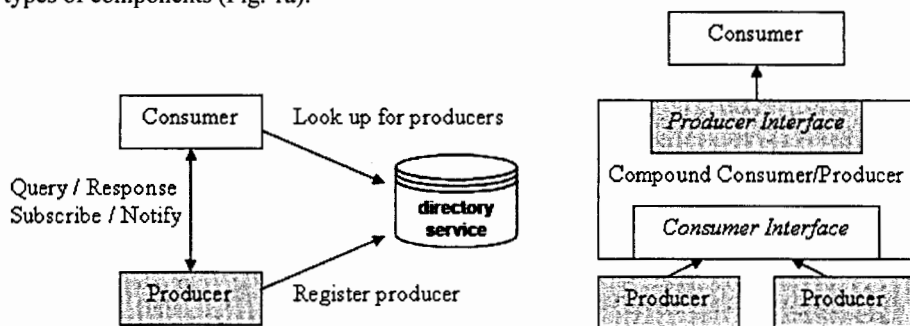 types of components (Fig. 4a).
Consumer
Look up for producers
Query / Response
Subscribe / Notify
directory
service
Producer
Register producer
Consumer
Producer Interface
Compound Consumer/Producer
Consumer Interface
Producer
Producer